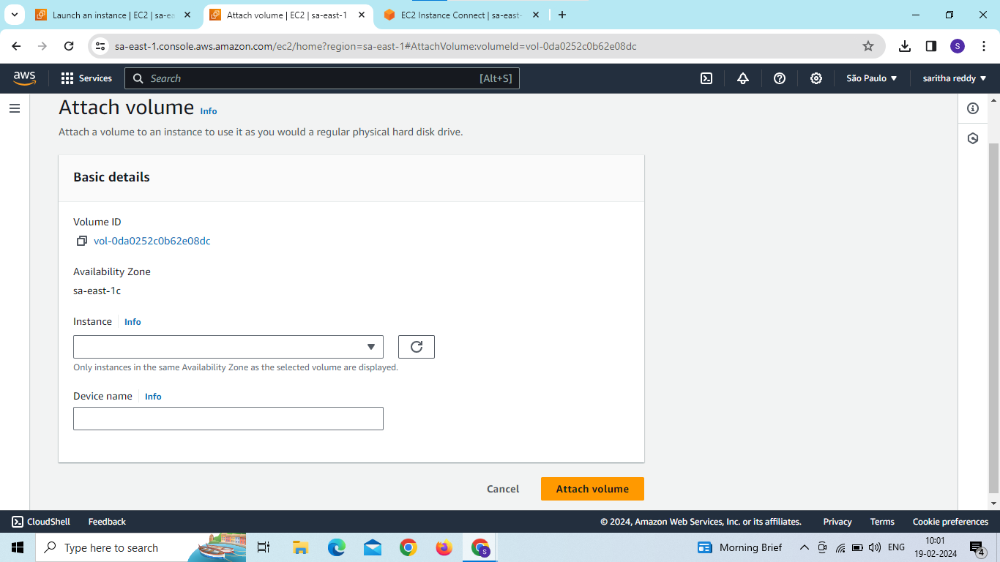 Launch an instance | EC2 | sa-ea
Attach volume | EC2 | sa-east-1
EC2 Instance Connect | sa-east-
sa-east-1.console.aws.amazon.com/ec2/home?region=sa-east-1#AttachVolume:volumeId=vol-0da0252c0b62e08dc
S
aws
Services
Search
[Alt+S]
São Paulo
saritha reddy
Attach volume Info
Attach a volume to an instance to use it as you would a regular physical hard disk drive.
Basic details
Volume ID
vol-0da0252c0b62e08dc
Availability Zone
sa-east-1c
Instance Info
Only instances in the same Availability Zone as the selected volume are displayed.
Device name Info
Cancel
Attach volume
CloudShell
Feedback
© 2024, Amazon Web Services, Inc. or its affiliates.
Privacy
Terms
Cookie preferences
Type here to search
S
Morning Brief
ENG
10:01
19-02-2024
4